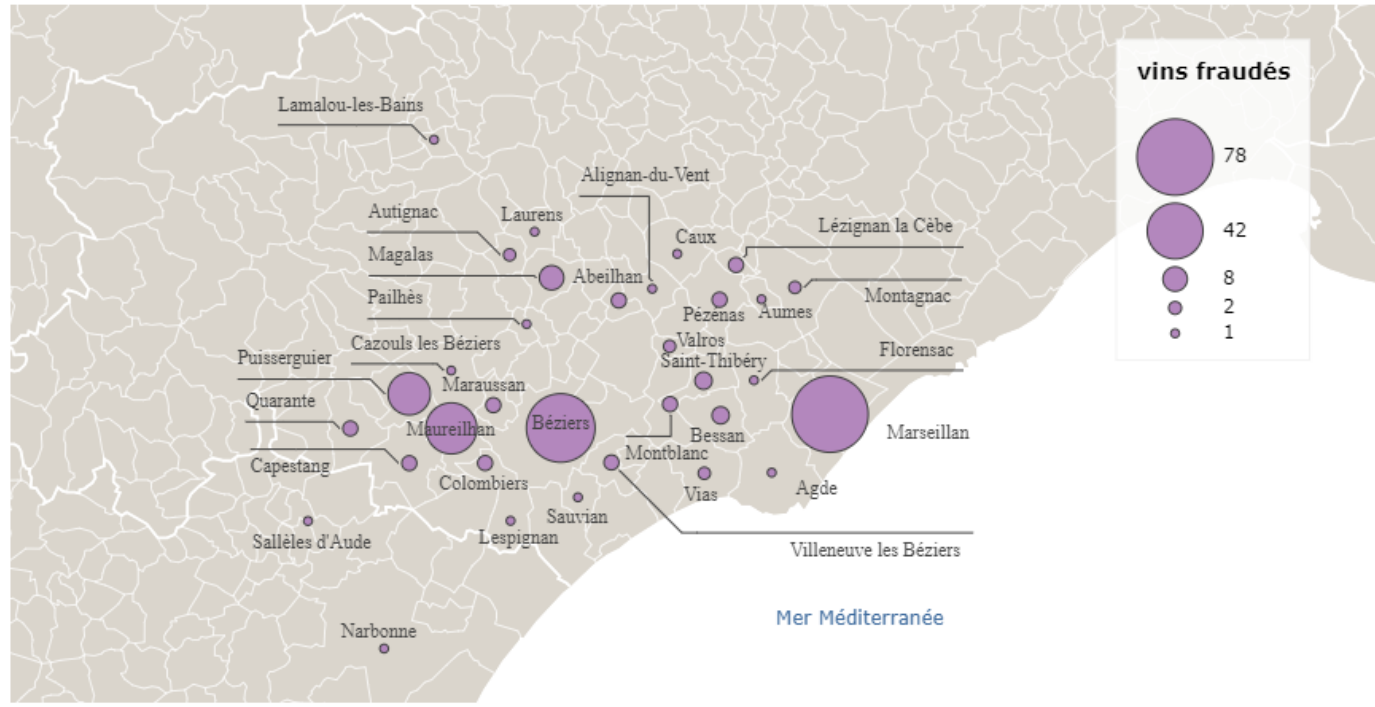 vins fraudés
78
42
8
2
1
Lamalou-les-Bains
Alignan-du-Vent
Autignac
Laurens
Lézignan la Cèbe
Caux
Magalas
Abeilhan
Montagnac
Pailhès
Pézenas
Aumes
Valros
Cazouls les Béziers
Florensac
Puisserguier
Saint-Thibéry
Maraussan
Quarante
Béziers
Maureilhan
Bessan
Marseillan
Montblanc
Capestang
Colombiers
Vias
Agde
Sauvian
Lespignan
Sallèles d'Aude
Villeneuve les Béziers
Mer Méditerranée
Narbonne